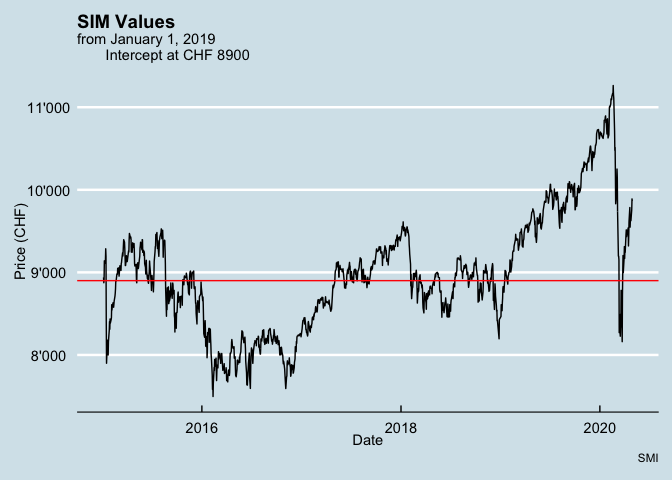 SIM Values
from January 1, 2019
Intercept at CHF 8900
11'000
10'000
9'000
8'000
Price (CHF)
2016
2018
2020
Date
SMI